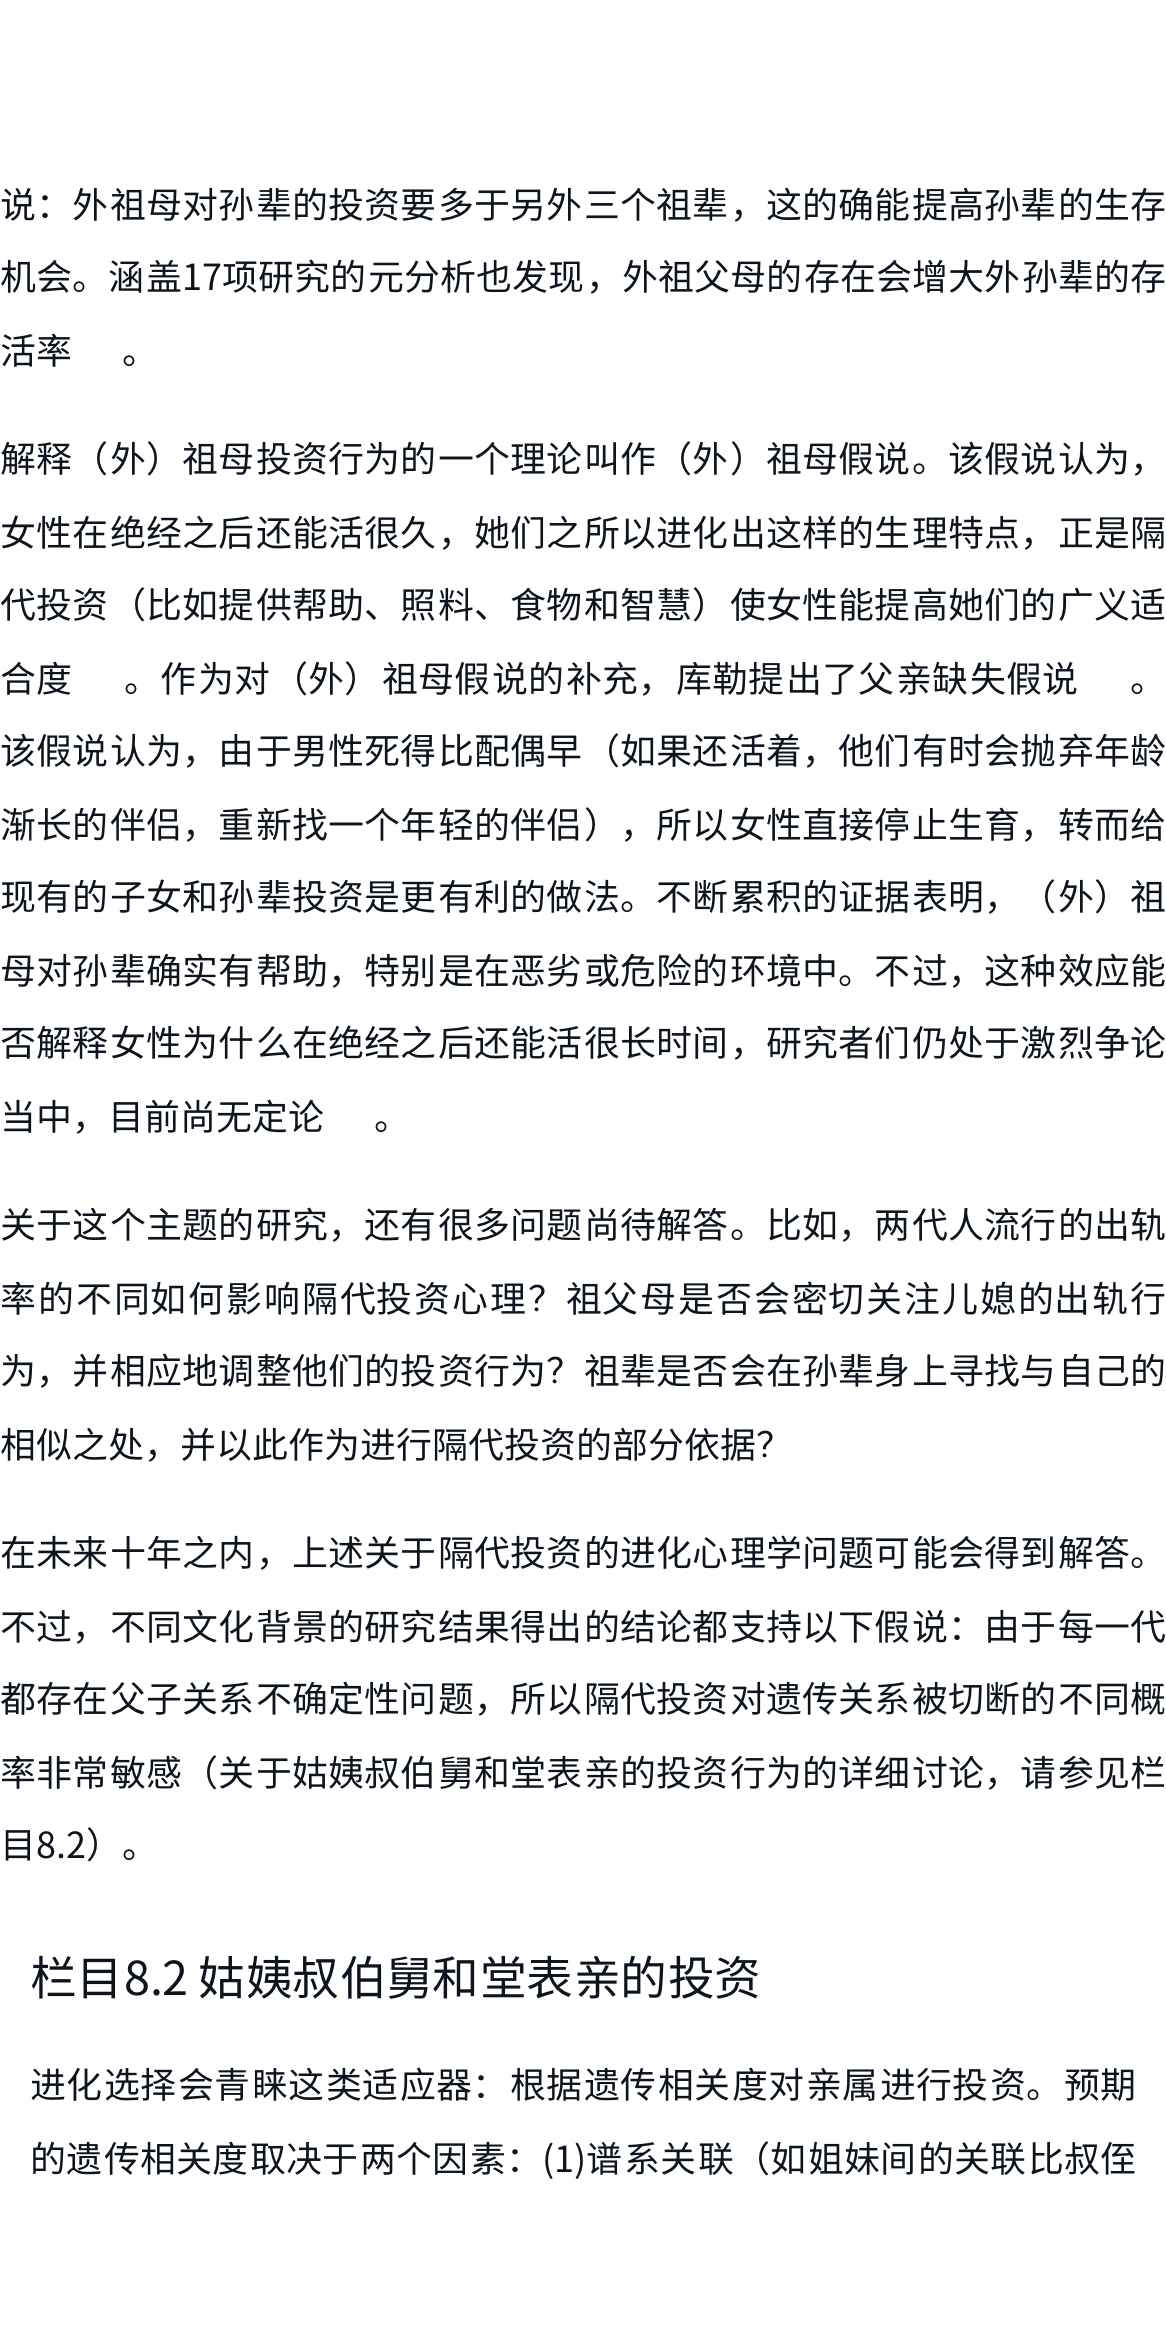 说：外祖母对孙辈的投资要多于另外三个祖辈，这的确能提高孙辈的生存
机会。涵盖17项研究的元分析也发现，外祖父母的存在会增大外孙辈的存
活率　。
解释（外）祖母投资行为的一个理论叫作（外）祖母假说。该假说认为，
女性在绝经之后还能活很久，她们之所以进化出这样的生理特点，正是隔
代投资（比如提供帮助、照料、食物和智慧）使女性能提高她们的广义适
合度　。作为对（外）祖母假说的补充，库勒提出了父亲缺失假说　。
该假说认为，由于男性死得比配偶早（如果还活着，他们有时会抛弃年龄
渐长的伴侣，重新找一个年轻的伴侣），所以女性直接停止生育，转而给
现有的子女和孙辈投资是更有利的做法。不断累积的证据表明，（外）祖
母对孙辈确实有帮助，特别是在恶劣或危险的环境中。不过，这种效应能
否解释女性为什么在绝经之后还能活很长时间，研究者们仍处于激烈争论
当中，目前尚无定论　。
关于这个主题的研究，还有很多问题尚待解答。比如，两代人流行的出轨
率的不同如何影响隔代投资心理？祖父母是否会密切关注儿媳的出轨行
为，并相应地调整他们的投资行为？祖辈是否会在孙辈身上寻找与自己的
相似之处，并以此作为进行隔代投资的部分依据？
在未来十年之内，上述关于隔代投资的进化心理学问题可能会得到解答。
不过，不同文化背景的研究结果得出的结论都支持以下假说：由于每一代
都存在父子关系不确定性问题，所以隔代投资对遗传关系被切断的不同概
率非常敏感（关于姑姨叔伯舅和堂表亲的投资行为的详细讨论，请参见栏
目8.2）。
栏目8.2 姑姨叔伯舅和堂表亲的投资
进化选择会青睐这类适应器：根据遗传相关度对亲属进行投资。预期
的遗传相关度取决于两个因素：(1)谱系关联（如姐妹间的关联比叔侄